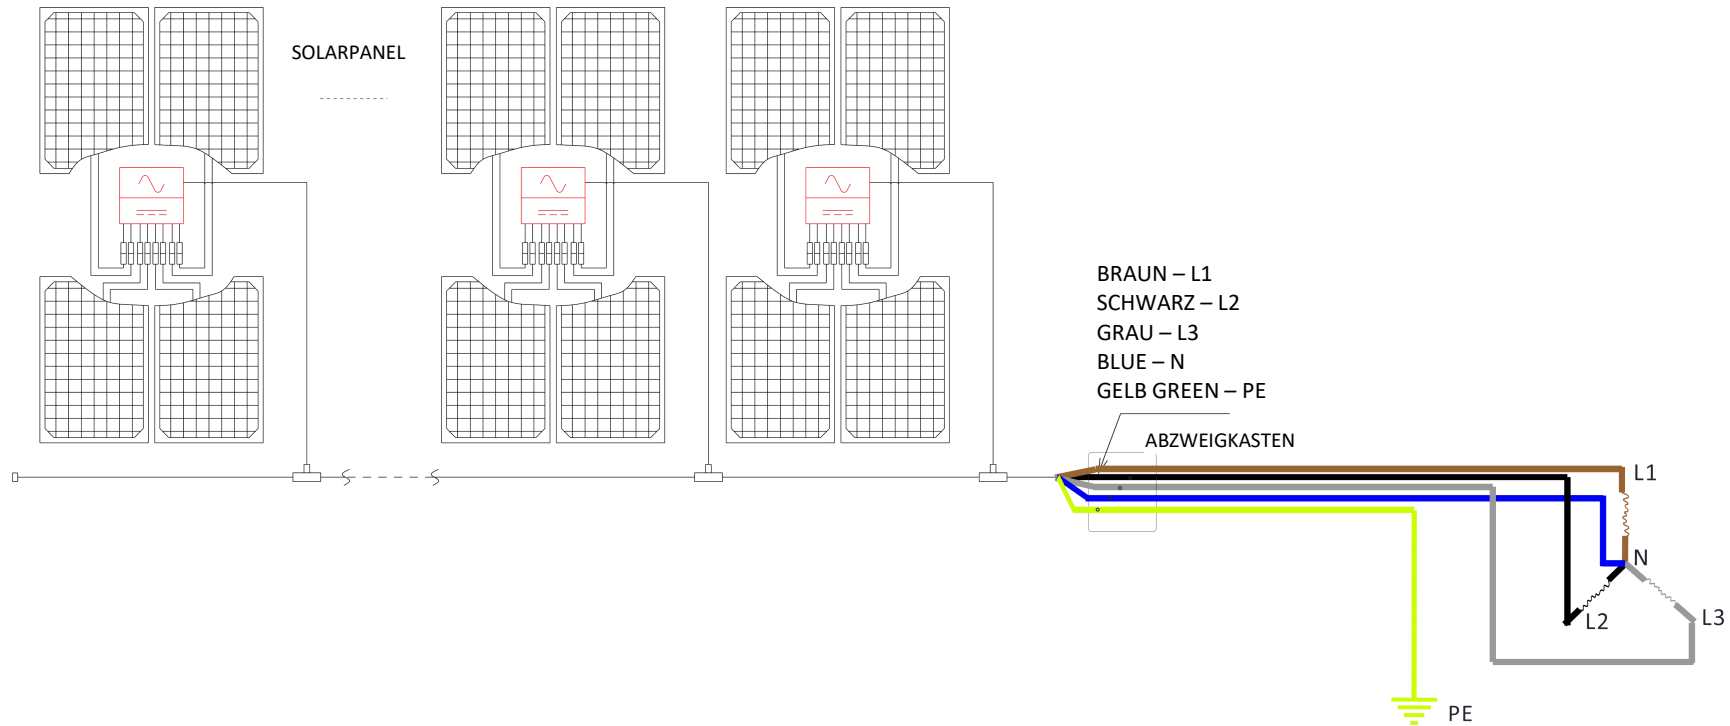 SOLARPANEL
BRAUN – L1
SCHWARZ – L2
GRAU – L3
BLUE – N
GELB GREEN – PE
ABZWEIGKASTEN
L1
N
L2
L3
PE